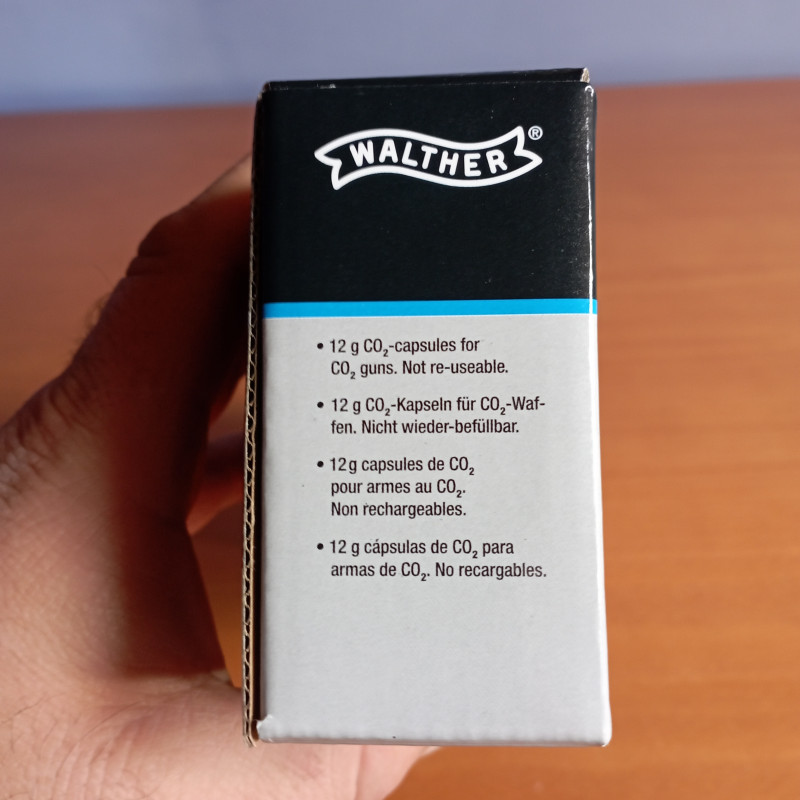 WALTHER®
• 12 g CO₂-capsules for
CO₂ guns. Not re-useable.
• 12 g CO₂-Kapseln für CO₂-Waf-
fen. Nicht wieder-befüllbar.
• 12 g capsules de CO₂
pour armes au CO₂.
Non rechargeables.
• 12 g cápsulas de CO₂ para
armas de CO₂. No recargables.